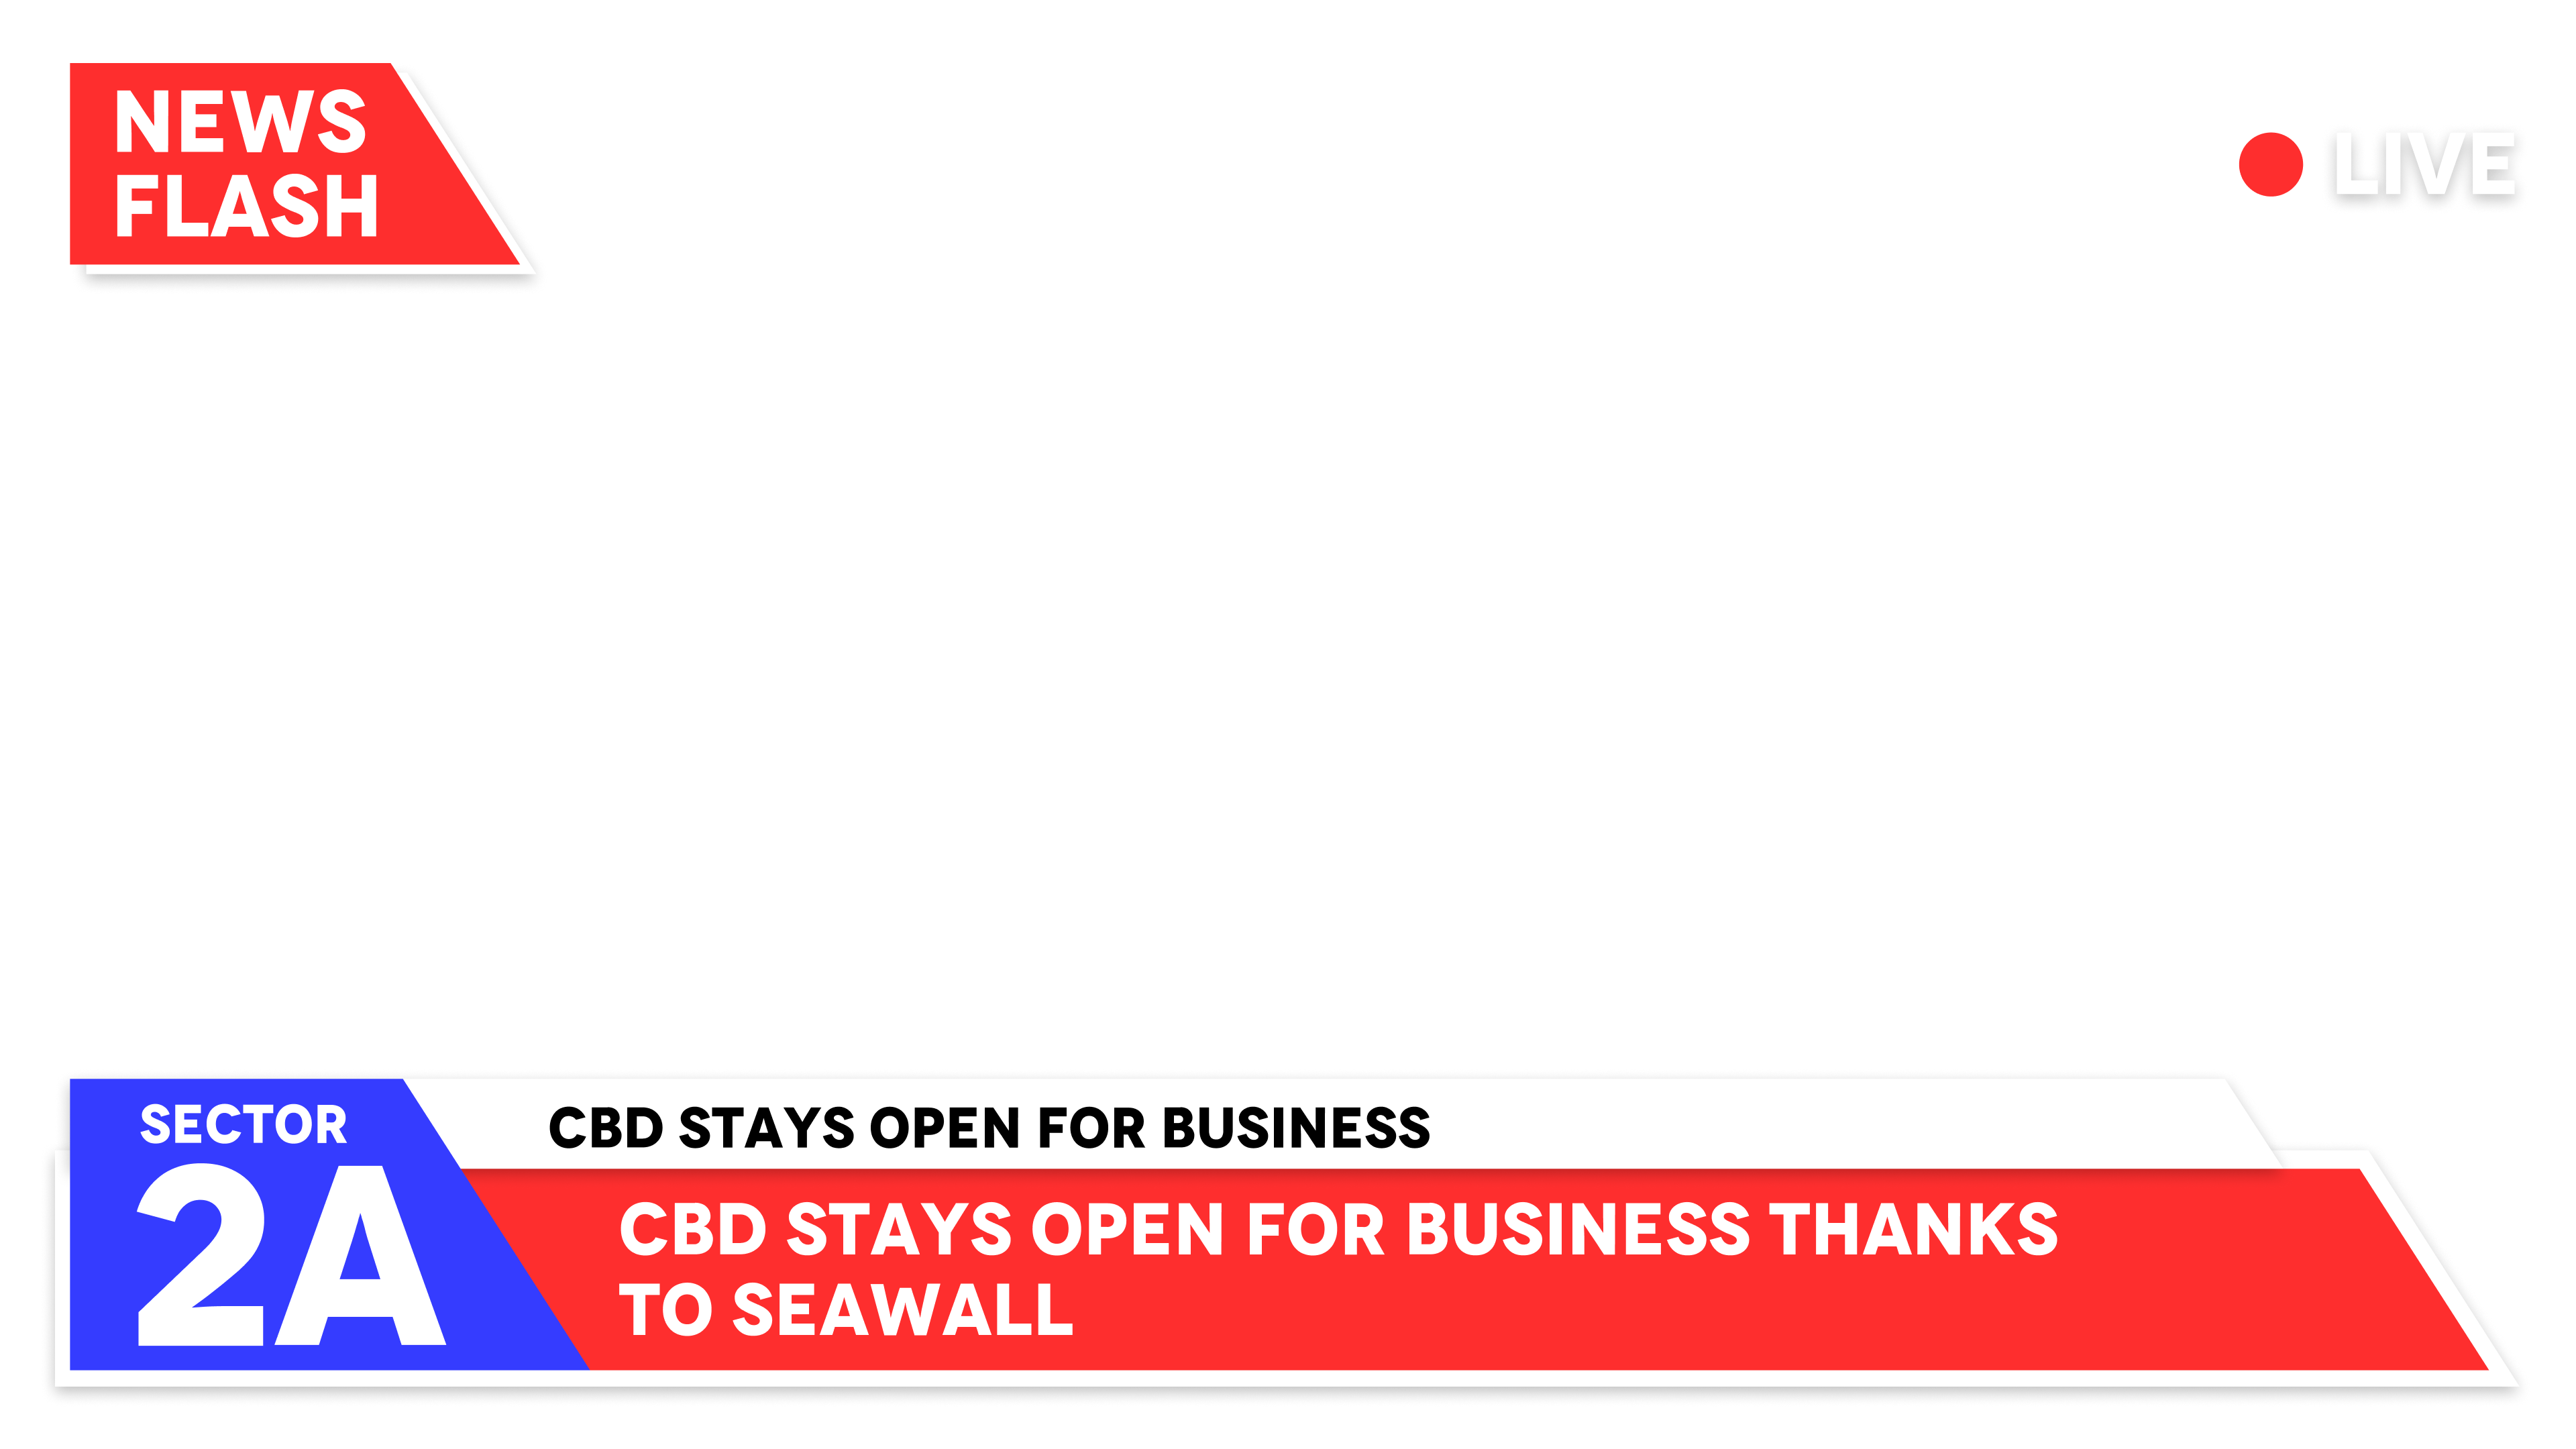 NEWS
FLASH
LIVE
SECTOR
2A
CBD STAYS OPEN FOR BUSINESS
CBD STAYS OPEN FOR BUSINESS THANKS
TO SEAWALL